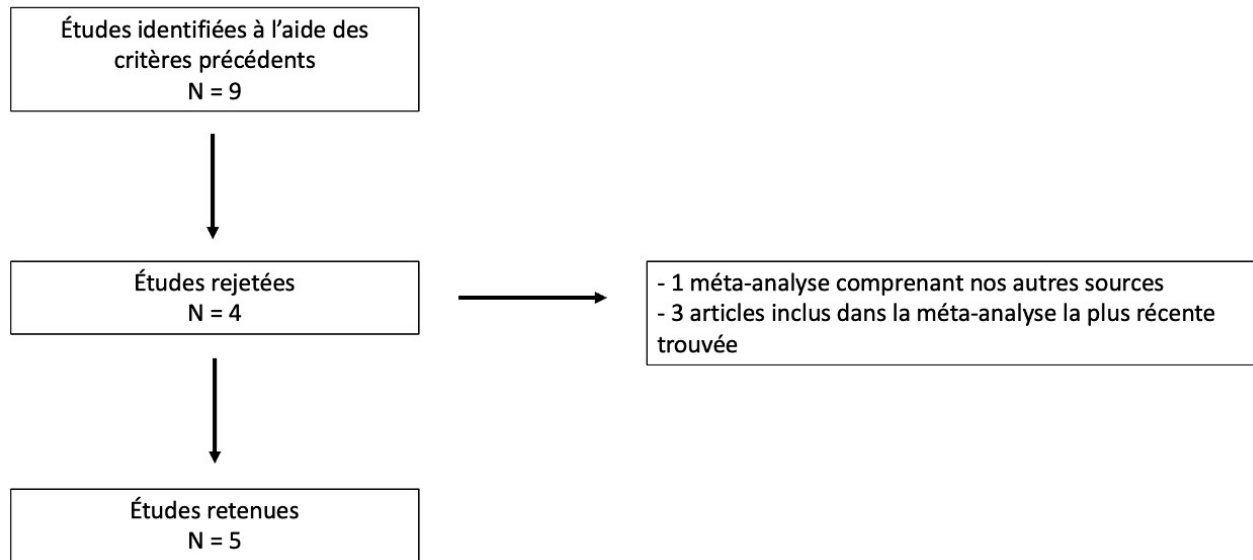 Études identifiées à l’aide des
critères précédents
N = 9
Études rejetées
N = 4
- 1 méta-analyse comprenant nos autres sources
- 3 articles inclus dans la méta-analyse la plus récente
trouvée
Études retenues
N = 5